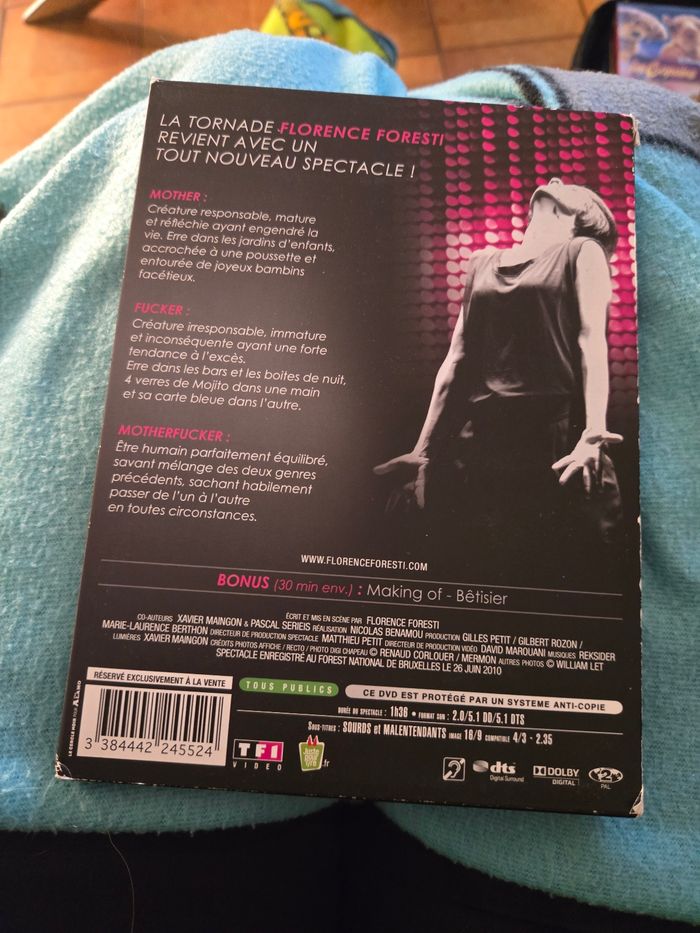 LA TORNADE FLORENCE FORESTI
REVIENT AVEC UN
TOUT NOUVEAU SPECTACLE !
MOTHER :
Créature responsable, mature
et réfléchie ayant engendré la
vie. Erre dans les jardins d'enfants,
accrochée à une poussette et
entourée de joyeux bambins
facétieux.
FUCKER :
Créature irresponsable, immature
et inconséquente ayant une forte
tendance à l'excès.
Erre dans les bars et les boites de nuit,
4 verres de Mojito dans une main
et sa carte bleue dans l'autre.
MOTHERFUCKER :
Être humain parfaitement équilibré,
savant mélange des deux genres
précédents, sachant habilement
passer de l'un à l'autre
en toutes circonstances.
WWW.FLORENCEFORESTI.COM
BONUS (30 min env.) : Making of - Bêtisier
CO-AUTEURS XAVIER MAINGON & PASCAL SERIEIS ÉCRIT ET MIS EN SCÈNE PAR FLORENCE FORESTI
MARIE-LAURENCE BERTHON RÉALISATION NICOLAS BENAMOU PRODUCTION GILLES PETIT / GILBERT ROZON /
LUMIÈRES XAVIER MAINGON DIRECTEUR DE PRODUCTION SPECTACLE MATTHIEU PETIT DIRECTEUR DE PRODUCTION VIDÉO DAVID MAROUANI MUSIQUES REKSIDER
CRÉDITS PHOTOS AFFICHE / RECTO / PHOTO DIGI CHAPEAU © RENAUD CORLOUER / MERMON AUTRES PHOTOS © WILLIAM LET
SPECTACLE ENREGISTRÉ AU FOREST NATIONAL DE BRUXELLES LE 26 JUIN 2010
RÉSERVÉ EXCLUSIVEMENT À LA VENTE
TOUS PUBLICS
CE DVD EST PROTÉGÉ PAR UN SYSTEME ANTI-COPIE
DURÉE DU SPECTACLE : 1h36 • FORMAT SON : 2.0/5.1 DD/5.1 DTS
SOUS-TITRES : SOURDS ET MALENTENDANTS IMAGE 16/9 COMPATIBLE 4/3 - 2.35
3 384442 245524
TF1
VIDEO
Juste
pour
rire
.fr
dts
Digital Surround
DOLBY
DIGITAL
2
PAL